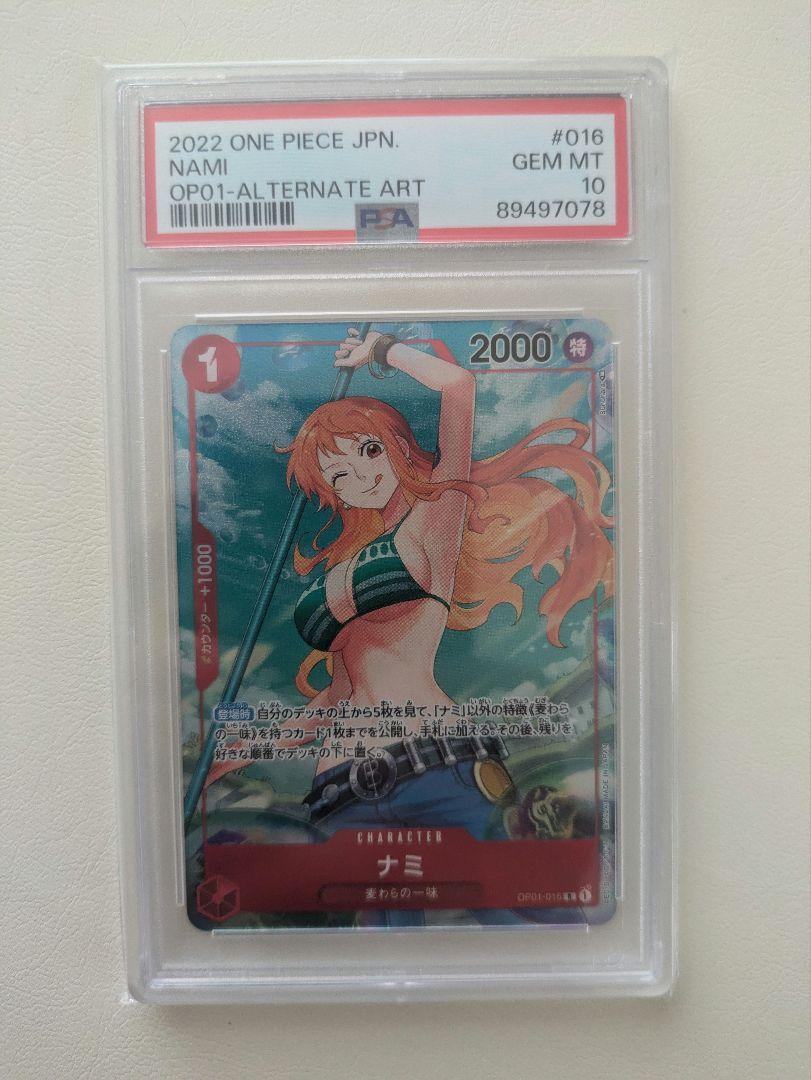 2022 ONE PIECE JPN.
#016
NAMI
GEM MT
OP01-ALTERNATE ART
10
PSA
89497078
1
2000
特
カウンター +1000
登場時 自分のデッキの上から5枚を見て、「ナミ」以外の特徴《麦わら
の一味》を持つカード1枚までを公開し、手札に加える。その後、残りを
好きな順番でデッキの下に置く。
CHARACTER
ナミ
麦わらの一味
OP01-016 R
1
MADE IN JAPAN